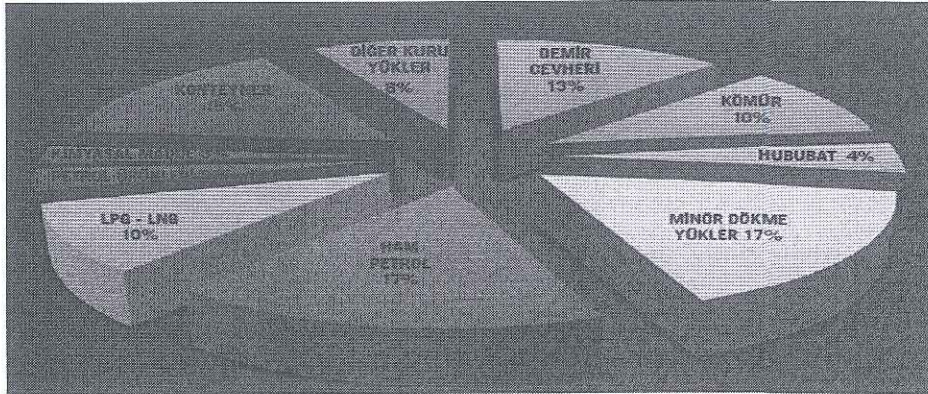 DİĞER KURU
YÜKLER
8%
DEMİR
CEVHERİ
13%
KÖMÜR
10%
HUBUBAT 4%
MİNÖR DÖKME
YÜKLER 17%
HAM
PETROL
17%
LPG - LNG
10%
KONTEYNER